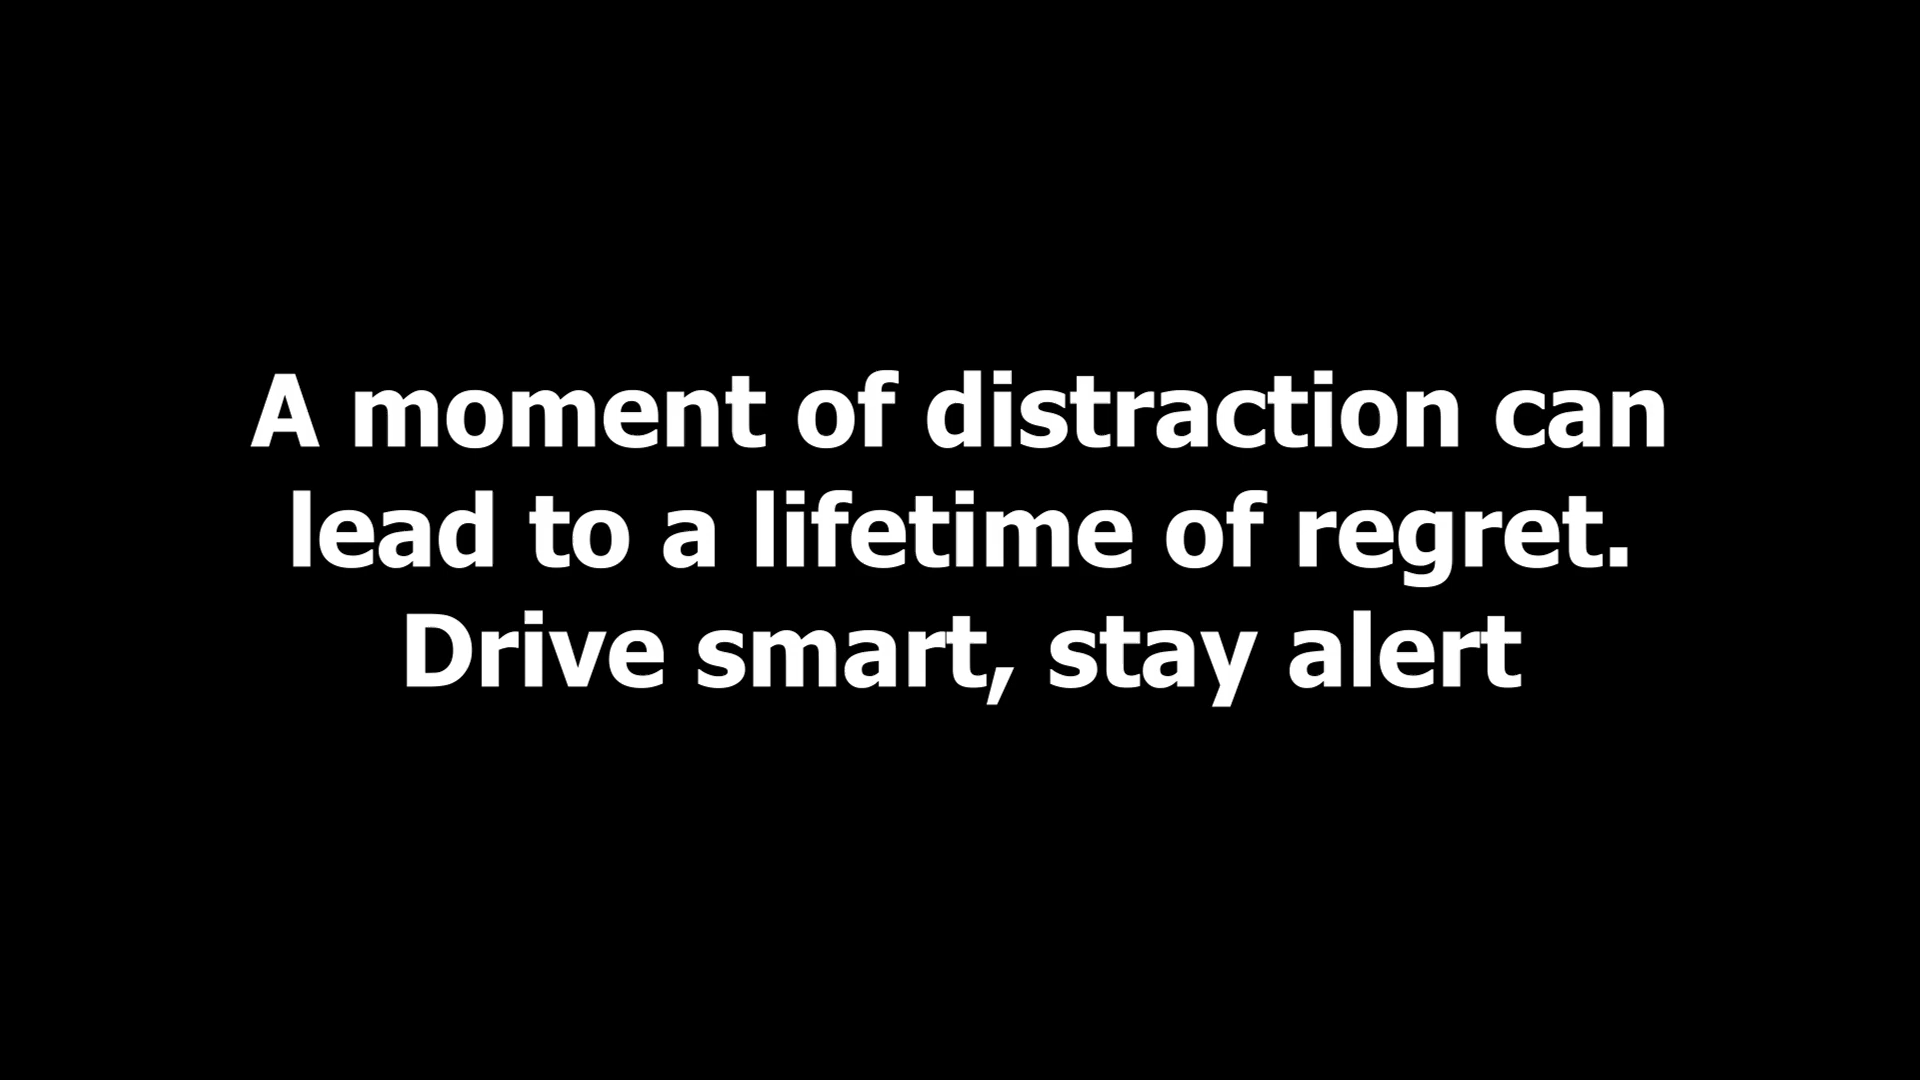 A moment of distraction can
lead to a lifetime of regret.
Drive smart, stay alert